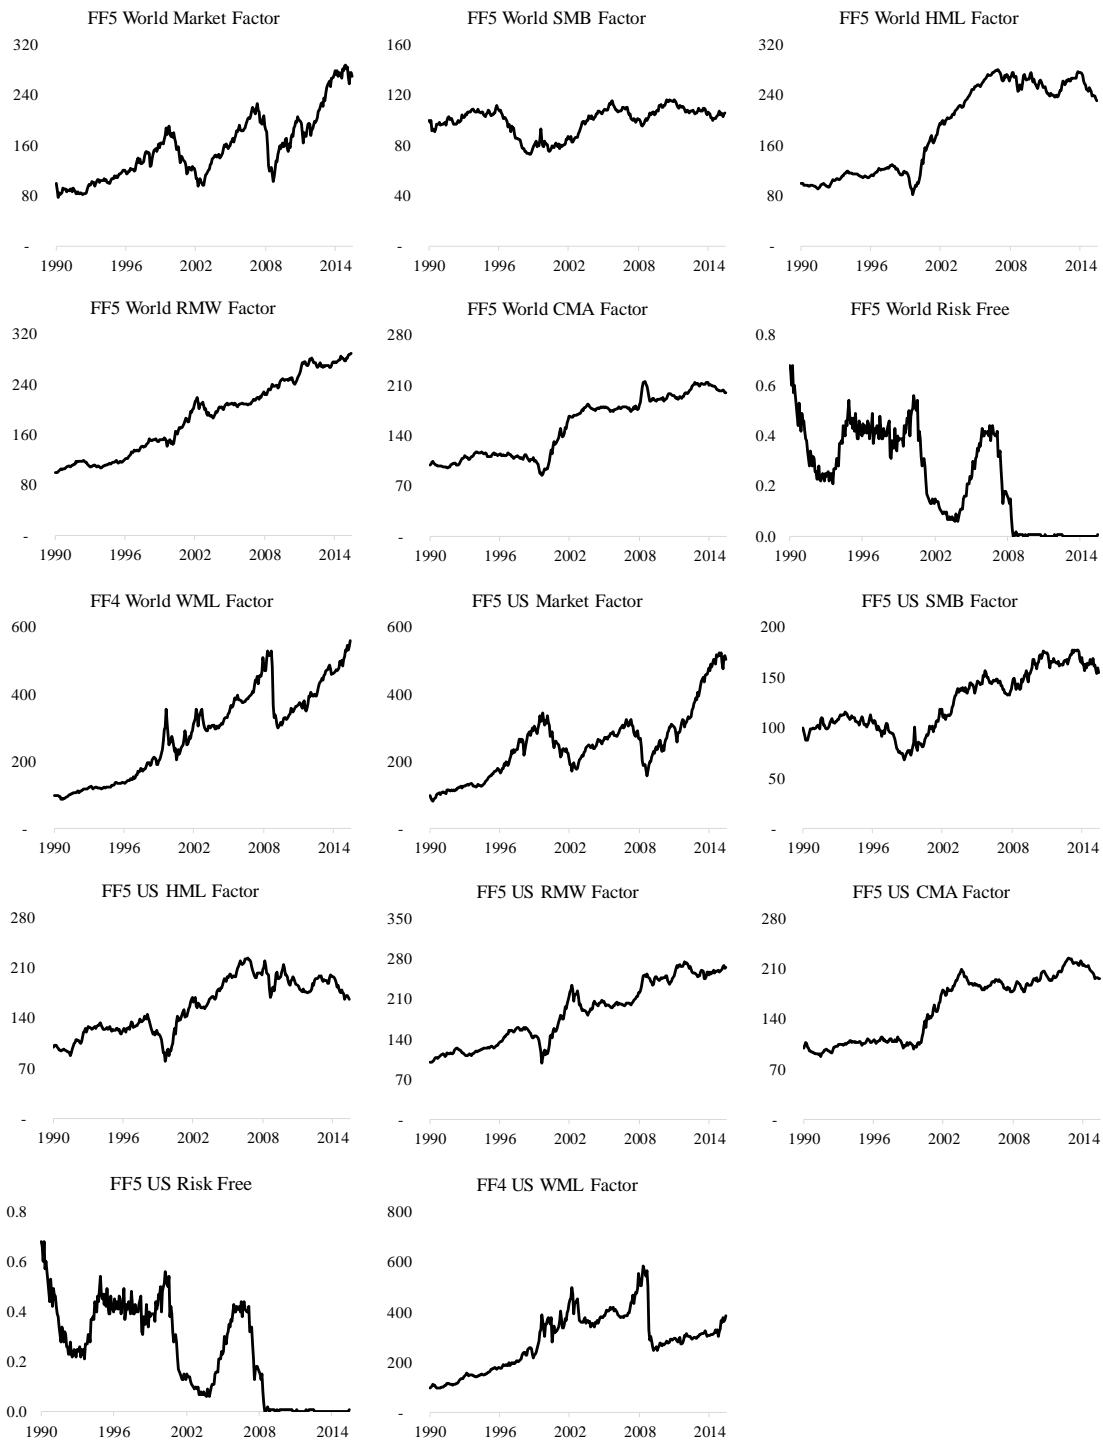 FF5 World Market Factor
320
240
160
80
-
1990 1996 2002 2008 2014
FF5 World SMB Factor
160
120
80
40
-
1990 1996 2002 2008 2014
FF5 World HML Factor
320
240
160
80
-
1990 1996 2002 2008 2014
FF5 World RMW Factor
320
240
160
80
-
1990 1996 2002 2008 2014
FF5 World CMA Factor
280
210
140
70
-
1990 1996 2002 2008 2014
FF5 World Risk Free
0.8
0.6
0.4
0.2
0.0
1990 1996 2002 2008 2014
FF4 World WML Factor
600
400
200
-
1990 1996 2002 2008 2014
FF5 US Market Factor
600
400
200
-
1990 1996 2002 2008 2014
FF5 US SMB Factor
200
150
100
50
-
1990 1996 2002 2008 2014
FF5 US HML Factor
280
210
140
70
-
1990 1996 2002 2008 2014
FF5 US RMW Factor
350
280
210
140
70
-
1990 1996 2002 2008 2014
FF5 US CMA Factor
280
210
140
70
-
1990 1996 2002 2008 2014
FF5 US Risk Free
0.8
0.6
0.4
0.2
0.0
1990 1996 2002 2008 2014
FF4 US WML Factor
800
600
400
200
-
1990 1996 2002 2008 2014